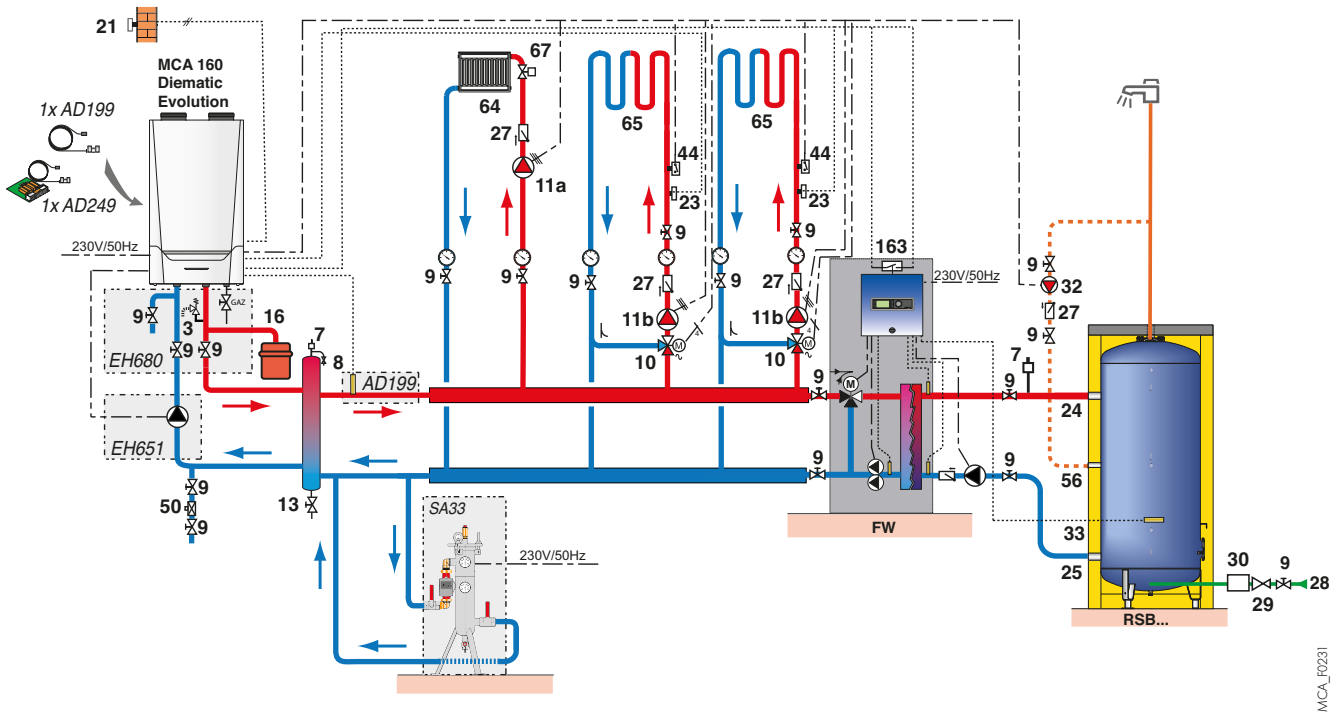 21
MCA 160
Diematic
Evolution
1x AD199
1x AD249
230V/50Hz
9
3
GAZ
16
9
9
EH680
7
8
AD199
EH651
9
50
9
13
67
64
27
11a
9
9
65
44
23
9
27
9
11b
4
M
10
65
44
23
9
27
9
11b
4
M
10
163
230V/50Hz
9
M
9
9
9
FW
SA33
230V/50Hz
9
32
27
9
7
24
56
33
25
30
9
28
29
RSB...
MCA_F0231